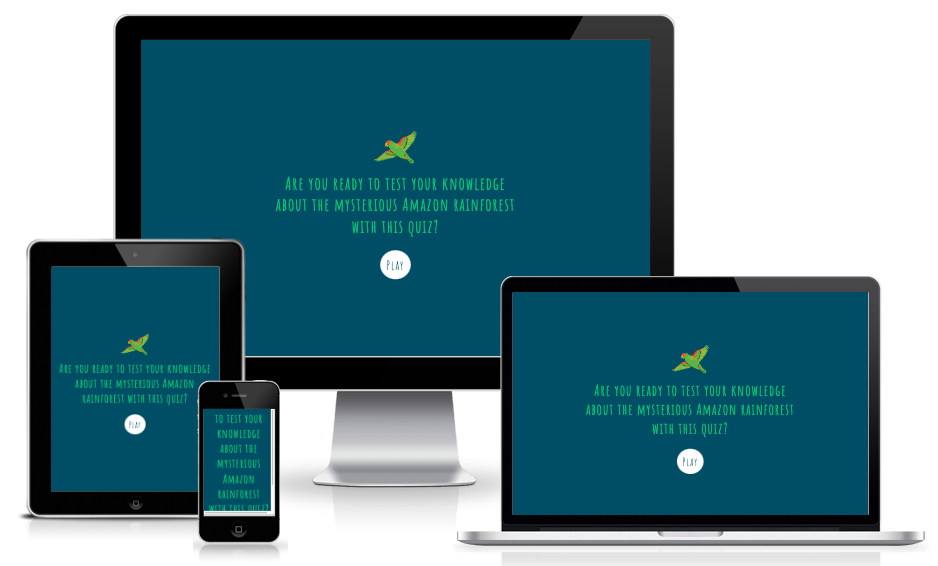 Are you ready to test your knowledge
about the mysterious Amazon rainforest
with this quiz?
Play
Are you ready to test your knowledge
about the mysterious Amazon
rainforest with this quiz?
Play
to test your
knowledge
about the
mysterious
Amazon
rainforest
with this quiz?
Are you ready to test your knowledge
about the mysterious Amazon rainforest
with this quiz?
Play